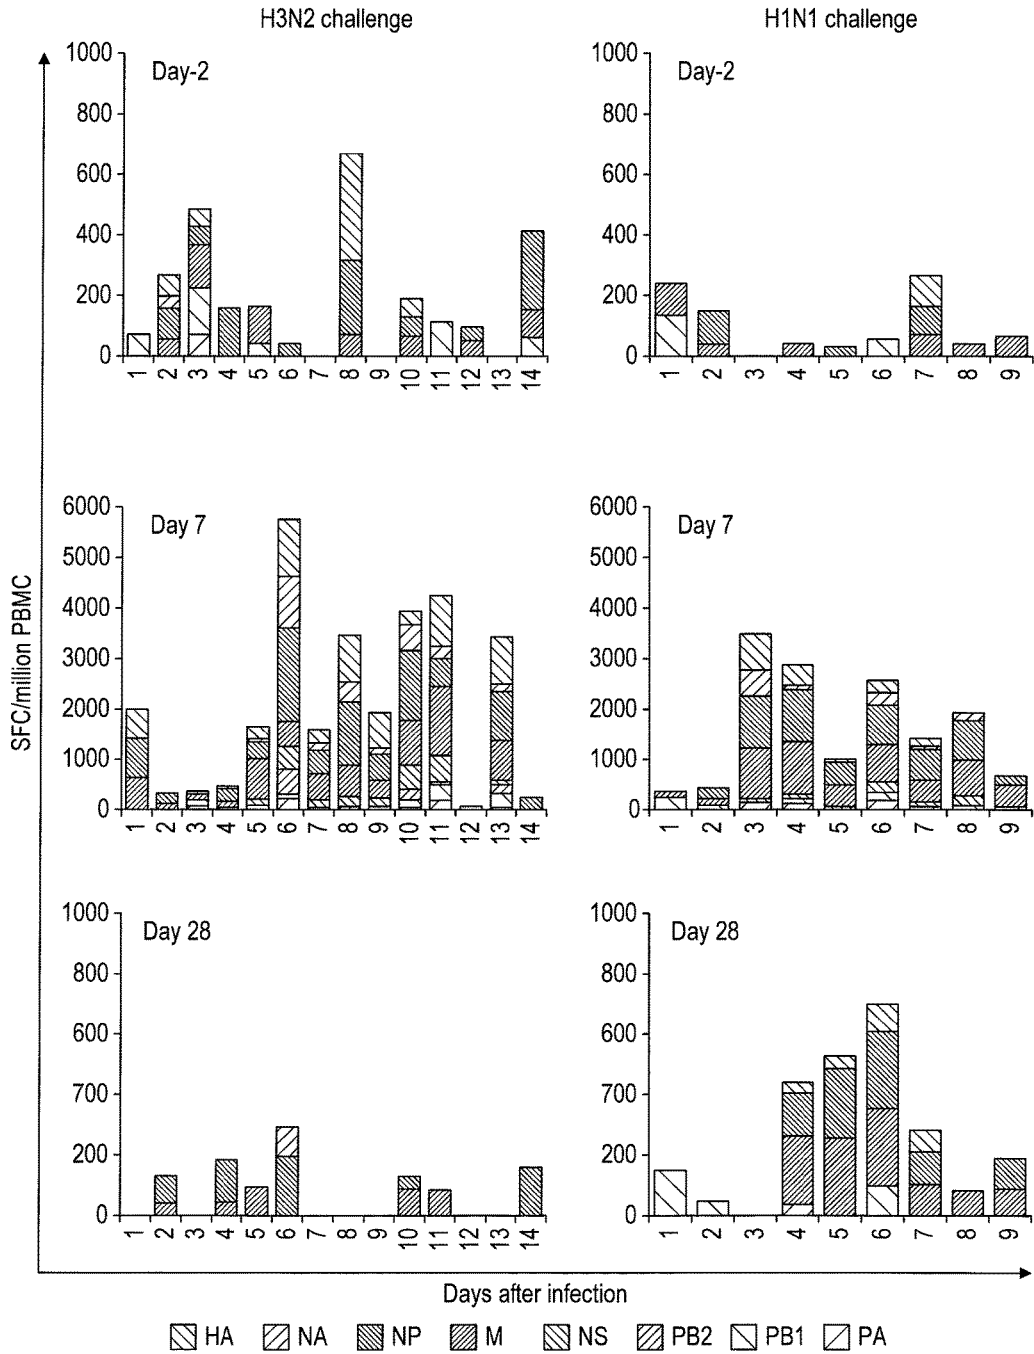 H3N2 challenge
H1N1 challenge
1000
800
600
400
200
0
Day-2
1 2 3 4 5 6 7 8 9 10 11 12 13 14
1000
800
600
400
200
0
Day-2
1 2 3 4 5 6 7 8 9
SFC/million PBMC
6000
5000
4000
3000
2000
1000
0
Day 7
1 2 3 4 5 6 7 8 9 10 11 12 13 14
6000
5000
4000
3000
2000
1000
0
Day 7
1 2 3 4 5 6 7 8 9
1000
800
600
700
200
0
Day 28
1 2 3 4 5 6 7 8 9 10 11 12 13 14
1000
800
600
700
200
0
Day 28
1 2 3 4 5 6 7 8 9
Days after infection
HA NA NP M NS PB2 PB1 PA